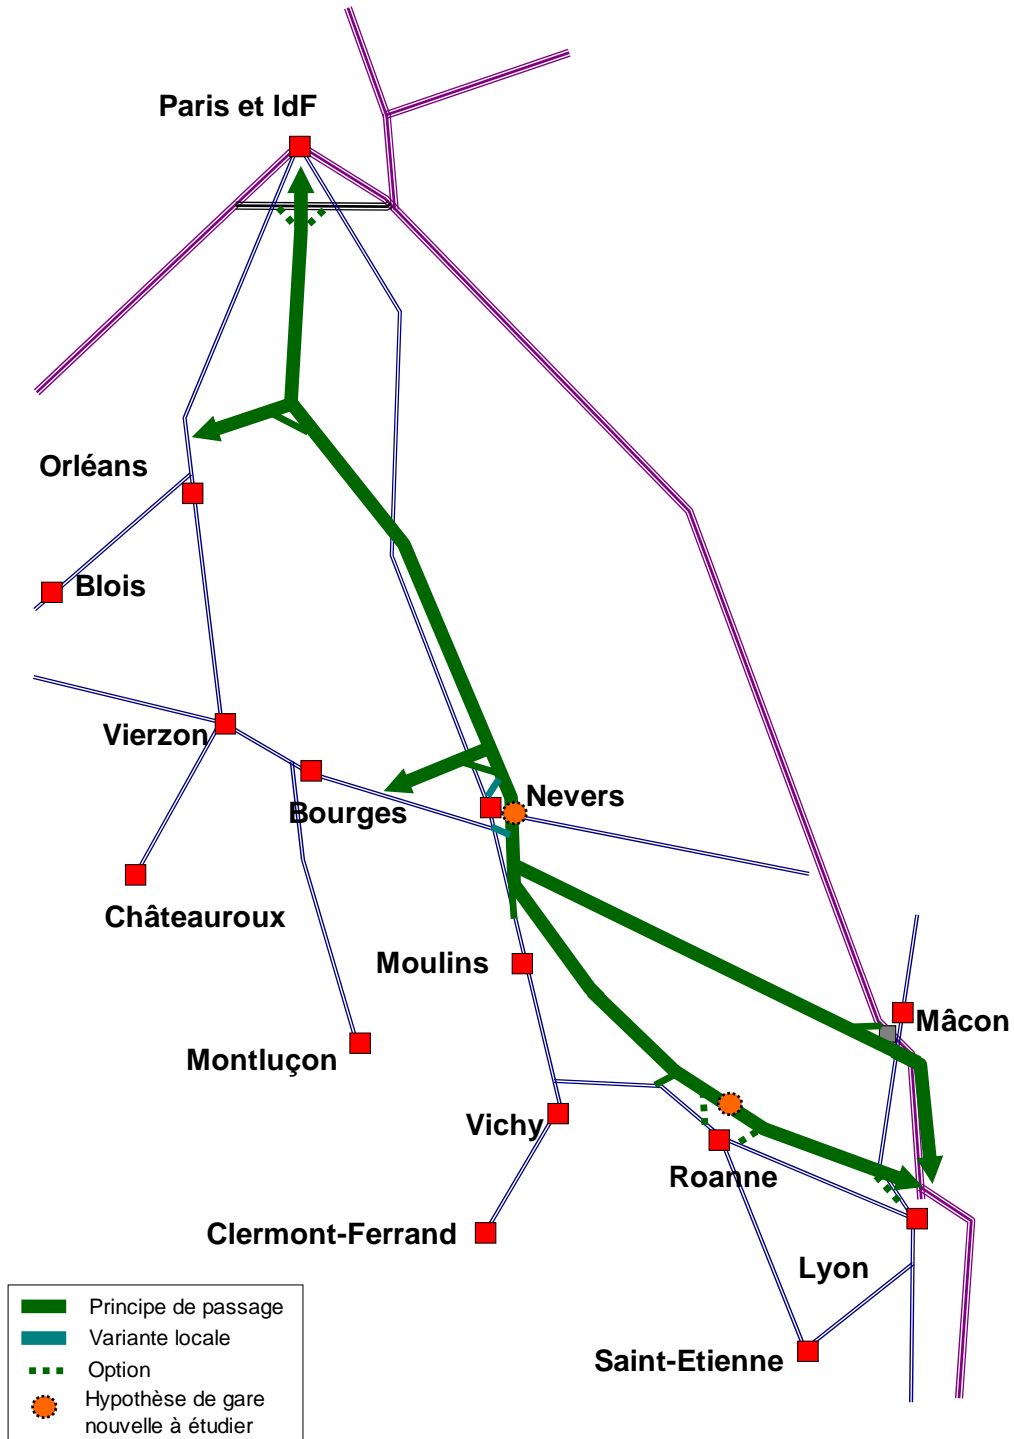 Paris et IdF
Orléans
Blois
Vierzon
Bourges
Nevers
Châteauroux
Moulins
Mâcon
Montluçon
Vichy
Roanne
Clermont-Ferrand
Lyon
Saint-Etienne
Principe de passage
Variante locale
Option
Hypothèse de gare
nouvelle à étudier